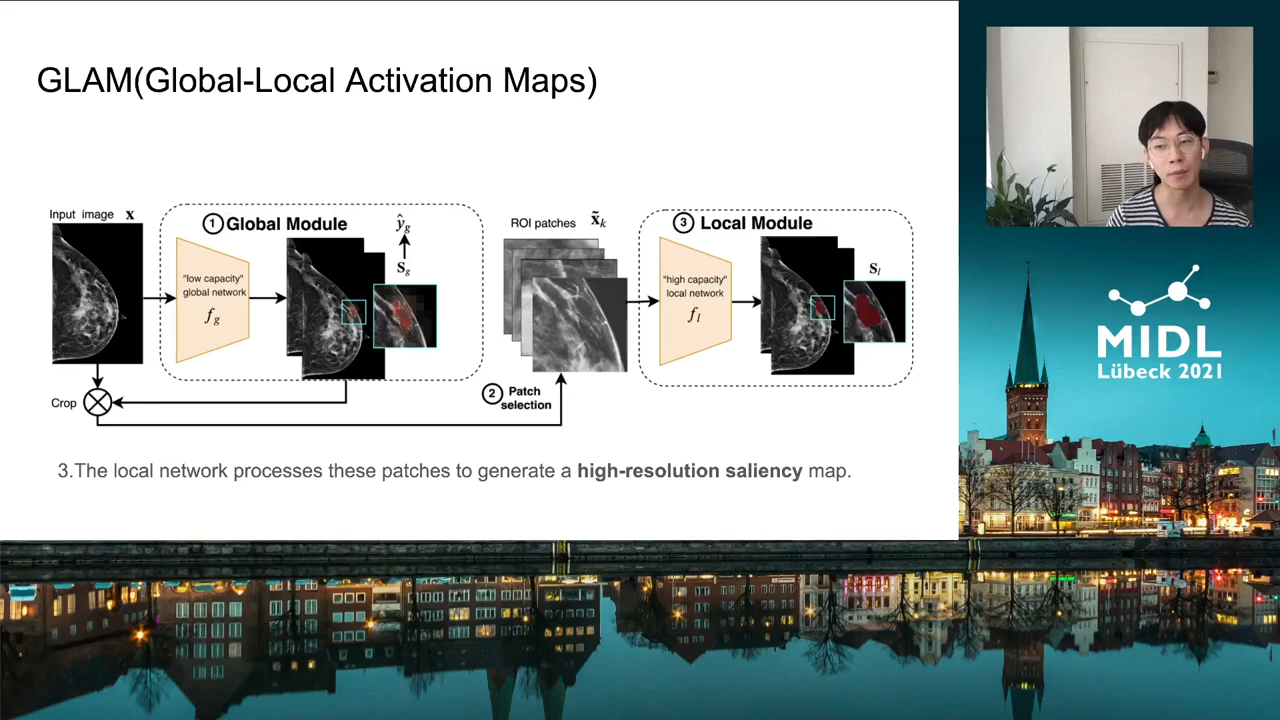 GLAM(Global-Local Activation Maps)
Input image x
1 Global Module
ŷg
Sg
"low capacity"
global network
fg
Crop
ROI patches x̃k
2 Patch
selection
3 Local Module
Sl
"high capacity"
local network
fl
3.The local network processes these patches to generate a high-resolution saliency map.
MIDL
Lübeck 2021